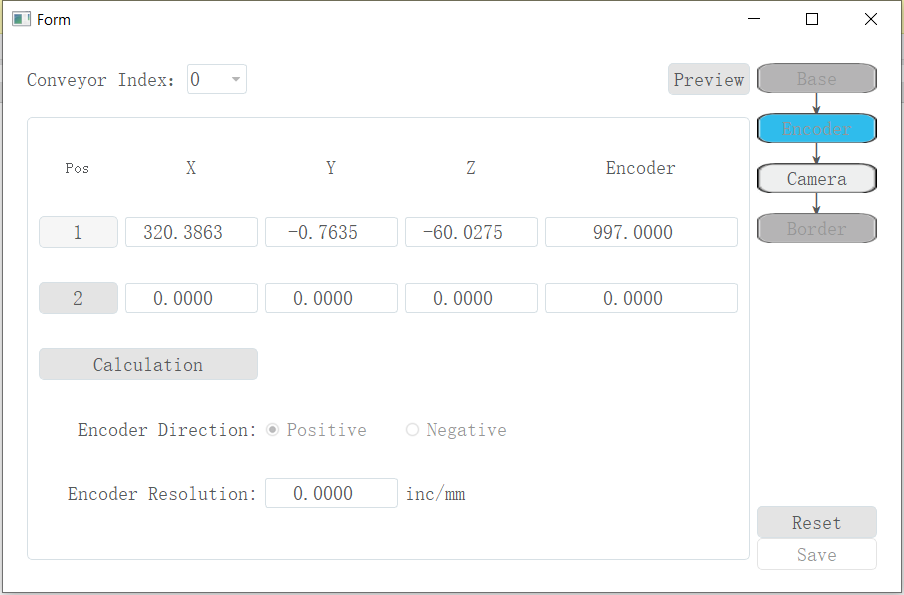 Form
Conveyor Index: 0
Preview
Base
Encoder
Camera
Border
Pos X Y Z Encoder
1 320.3863 -0.7635 -60.0275 997.0000
2 0.0000 0.0000 0.0000 0.0000
Calculation
Encoder Direction: Positive Negative
Encoder Resolution: 0.0000 inc/mm
Reset
Save